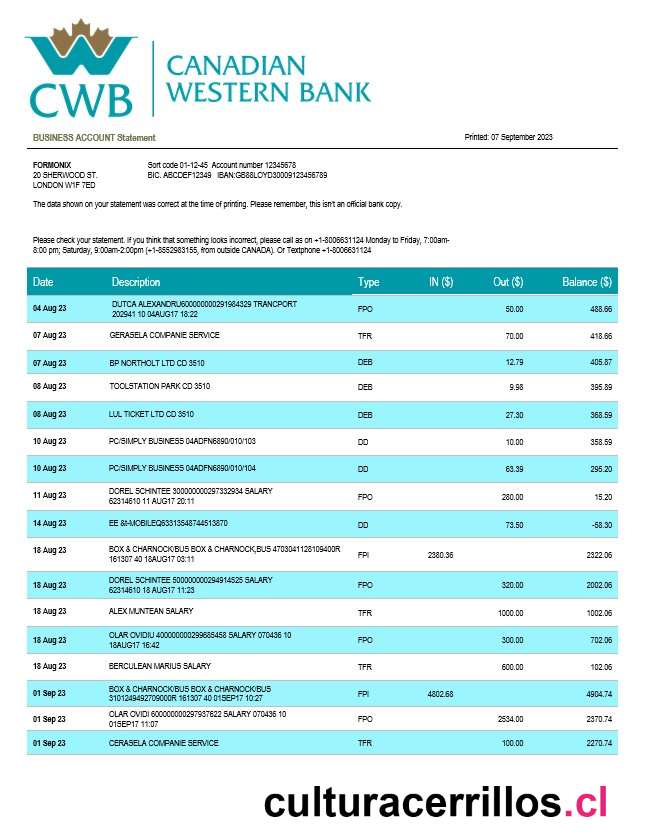 CWB
CANADIAN
WESTERN BANK
BUSINESS ACCOUNT Statement
Printed: 07 September 2023
FORMONIX
Sort code 01-12-45 Account number 12345678
20 SHERWOOD ST.
BIC. ABCDEF12349 IBAN:GB88LOYD30009123456789
LONDON W1F 7ED
The data shown on your statement was correct at the time of printing. Please remember, this isn't an official bank copy.
Please check your statement. If you think that something looks incorrect, please call as on +1-8006631124 Monday to Friday, 7:00am-
8:00 pm; Saturday, 9:00am-2:00pm (+1-8552983155, from outside CANADA). Or Textphone +1-8006631124
Date Description Type IN ($) Out ($) Balance ($)
04 Aug 23 DUTCA ALEXANDRU600000000291984329 TRANCPORT
202941 10 04AUG17 18:22 FPO 50.00 488.66
07 Aug 23 GERASELA COMPANIE SERVICE TFR 70.00 418.66
07 Aug 23 BP NORTHOLT LTD CD 3510 DEB 12.79 405.87
08 Aug 23 TOOLSTATION PARK CD 3510 DEB 9.98 395.89
08 Aug 23 LUL TICKET LTD CD 3510 DEB 27.30 368.59
10 Aug 23 PC/SIMPLY BUSINESS 04ADFN6890/010/103 DD 10.00 358.59
10 Aug 23 PC/SIMPLY BUSINESS 04ADFN6890/010/104 DD 63.39 295.20
11 Aug 23 DOREL SCHINTEE 300000000297332934 SALARY
62314610 11 AUG17 20:11 FPO 280.00 15.20
14 Aug 23 EE &t-MOBILEQ63313548744513870 DD 73.50 -58.30
18 Aug 23 BOX & CHARNOCK/BUS BOX & CHARNOCK,BUS 4703041128109400R
161307 40 18AUG17 03:11 FPI 2380.36 2322.06
18 Aug 23 DOREL SCHINTEE 500000000294914525 SALARY
62314610 18 AUG17 11:23 FPO 320.00 2002.06
18 Aug 23 ALEX MUNTEAN SALARY TFR 1000.00 1002.06
18 Aug 23 OLAR OVIDIU 400000000299685458 SALARY 070436 10
18AUG17 16:42 FPO 300.00 702.06
18 Aug 23 BERCULEAN MARIUS SALARY TFR 600.00 102.06
01 Sep 23 BOX & CHARNOCK/BUS BOX & CHARNOCK/BUS
3101249492709000R 161307 40 01SEP17 10:27 FPI 4802.68 4904.74
01 Sep 23 OLAR OVIDI 600000000297937622 SALARY 070436 10
01SEP17 11:07 FPO 2534.00 2370.74
01 Sep 23 CERASELA COMPANIE SERVICE TFR 100.00 2270.74
culturacerrillos.cl